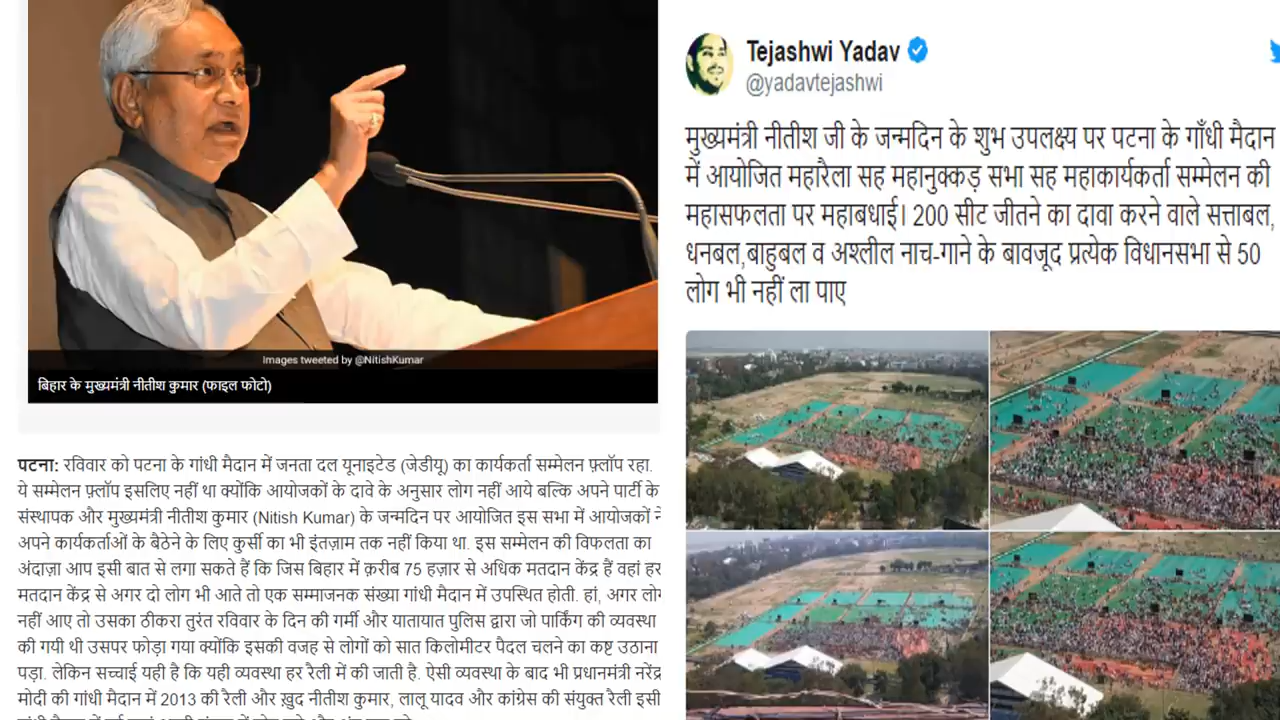 Images tweeted by @NitishKumar
बिहार के मुख्यमंत्री नीतीश कुमार (फाइल फोटो)
पटना: रविवार को पटना के गांधी मैदान में जनता दल यूनाइटेड (जेडीयू) का कार्यकर्ता सम्मेलन फ़्लॉप रहा.
ये सम्मेलन फ़्लॉप इसलिए नहीं था क्योंकि आयोजकों के दावे के अनुसार लोग नहीं आये बल्कि अपने पार्टी के
संस्थापक और मुख्यमंत्री नीतीश कुमार (Nitish Kumar) के जन्मदिन पर आयोजित इस सभा में आयोजकों ने
अपने कार्यकर्ताओं के बैठेने के लिए कुर्सी का भी इंतज़ाम तक नहीं किया था. इस सम्मेलन की विफलता का
अंदाज़ा आप इसी बात से लगा सकते हैं कि जिस बिहार में क़रीब 75 हज़ार से अधिक मतदान केंद्र हैं वहां हर
मतदान केंद्र से अगर दो लोग भी आते तो एक सम्माजनक संख्या गांधी मैदान में उपस्थित होती. हां, अगर लोग
नहीं आए तो उसका ठीकरा तुरंत रविवार के दिन की गर्मी और यातायात पुलिस द्वारा जो पार्किंग की व्यवस्था
की गयी थी उसपर फोड़ा गया क्योंकि इसकी वजह से लोगों को सात किलोमीटर पैदल चलने का कष्ट उठाना
पड़ा. लेकिन सच्चाई यही है कि यही व्यवस्था हर रैली में की जाती है. ऐसी व्यवस्था के बाद भी प्रधानमंत्री नरेंद्र
मोदी की गांधी मैदान में 2013 की रैली और ख़ुद नीतीश कुमार, लालू यादव और कांग्रेस की संयुक्त रैली इसी
Tejashwi Yadav
@yadavtejashwi
मुख्यमंत्री नीतीश जी के जन्मदिन के शुभ उपलक्ष्य पर पटना के गाँधी मैदान
में आयोजित महारैला सह महानुक्कड़ सभा सह महाकार्यकर्ता सम्मेलन की
महासफलता पर महाबधाई। 200 सीट जीतने का दावा करने वाले सत्ताबल,
धनबल,बाहुबल व अश्लील नाच-गाने के बावजूद प्रत्येक विधानसभा से 50
लोग भी नहीं ला पाए